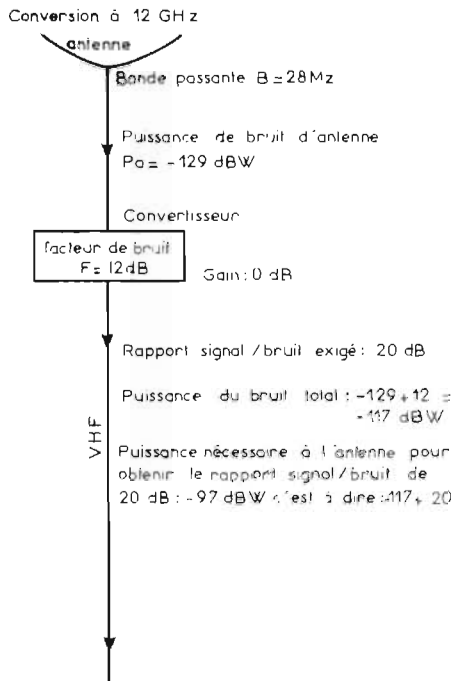 Conversion à 12 GHz
antenne
Bande passante B = 28Mz
Puissance de bruit d'antenne
Pa = -129 dBW
Convertisseur
facteur de bruit
F = 12 dB
Gain: 0 dB
Rapport signal / bruit exigé: 20 dB
Puissance du bruit total : -129 + 12 =
-117 dBW
VHF
Puissance nécessaire à l'antenne pour
obtenir le rapport signal/bruit de
20 dB : -97 dBW c'est à dire :-117 + 20